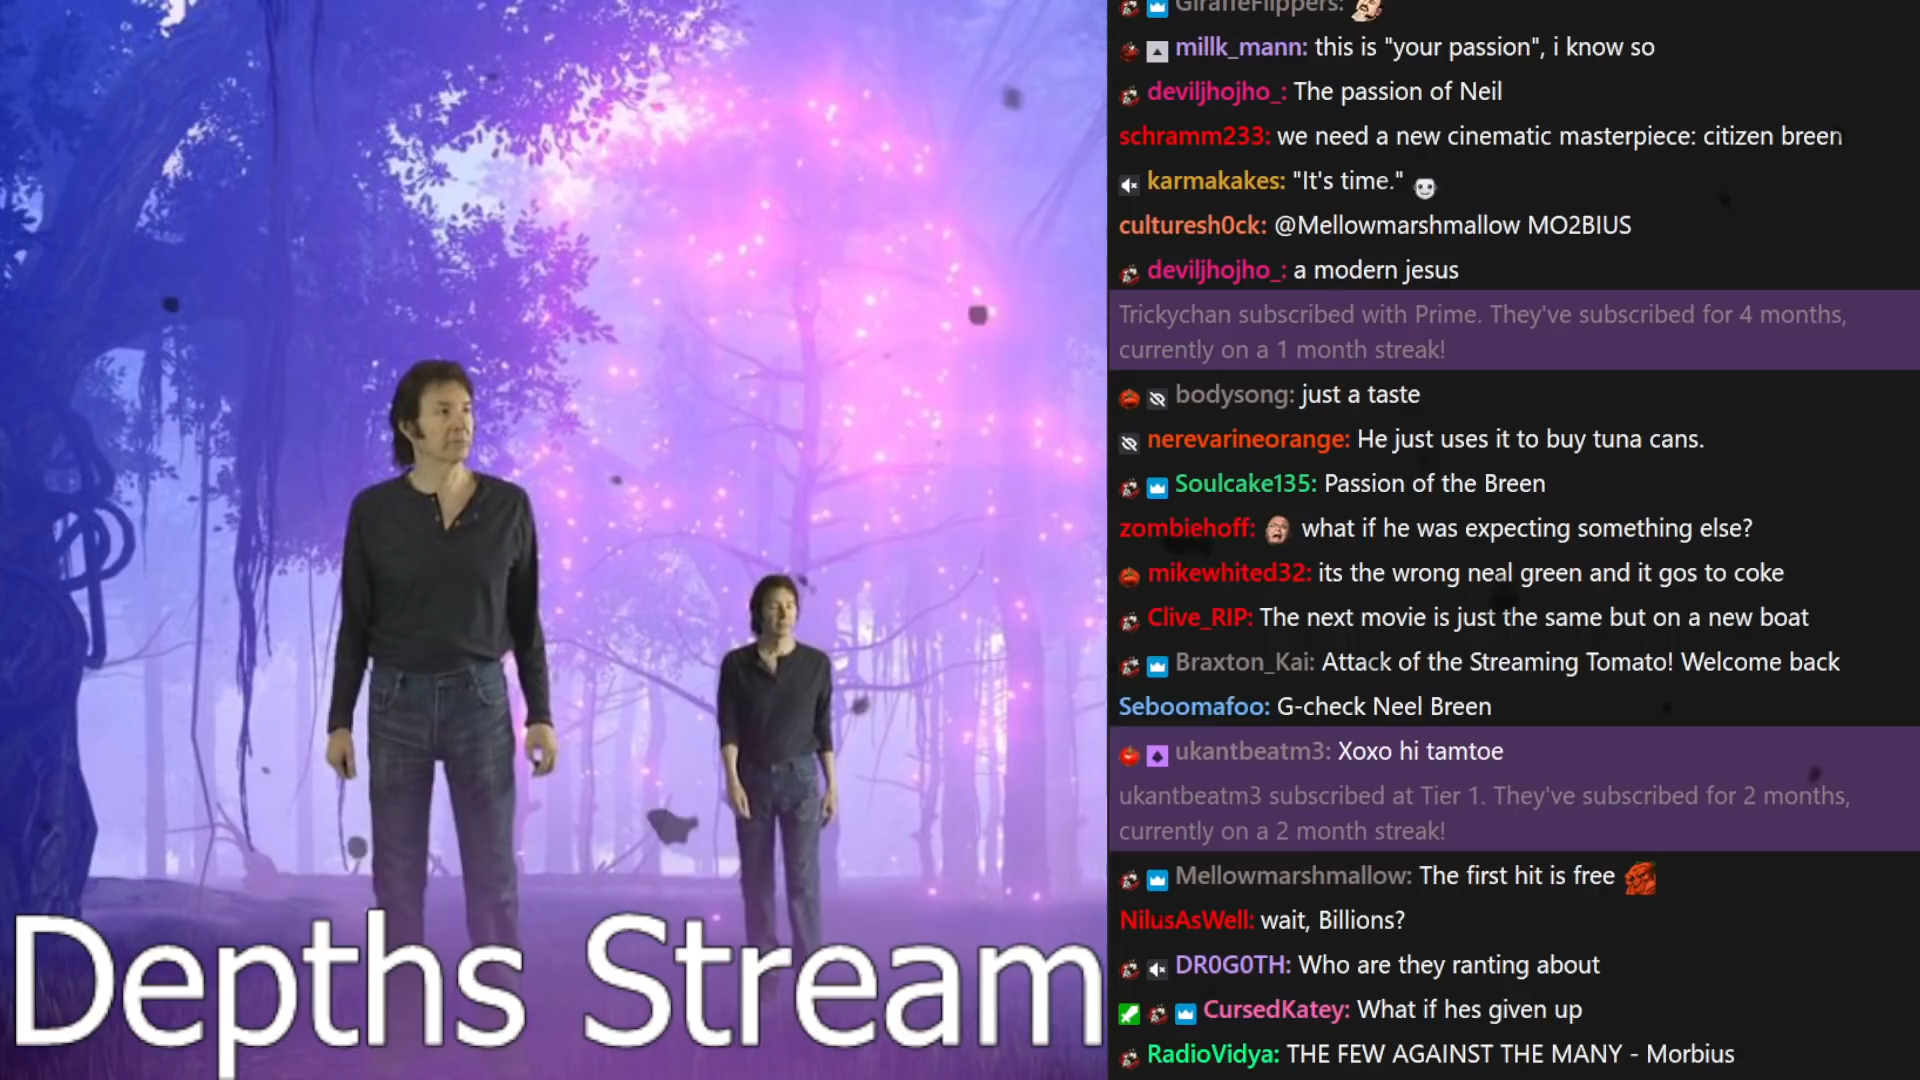 GiraffeFlippers:
millk_mann: this is "your passion", i know so
deviljhojho_: The passion of Neil
schramm233: we need a new cinematic masterpiece: citizen breen
karmakakes: "It's time."
culturesh0ck: @Mellowmarshmallow MO2BIUS
deviljhojho_: a modern jesus
Trickychan subscribed with Prime. They've subscribed for 4 months,
currently on a 1 month streak!
bodysong: just a taste
nerevarineorange: He just uses it to buy tuna cans.
Soulcake135: Passion of the Breen
zombiehoff: what if he was expecting something else?
mikewhited32: its the wrong neal green and it gos to coke
Clive_RIP: The next movie is just the same but on a new boat
Braxton_Kai: Attack of the Streaming Tomato! Welcome back
Seboomafoo: G-check Neel Breen
ukantbeatm3: Xoxo hi tamtoe
ukantbeatm3 subscribed at Tier 1. They've subscribed for 2 months,
currently on a 2 month streak!
Mellowmarshmallow: The first hit is free
NilusAsWell: wait, Billions?
DR0G0TH: Who are they ranting about
CursedKatey: What if hes given up
RadioVidya: THE FEW AGAINST THE MANY - Morbius
Depths Stream